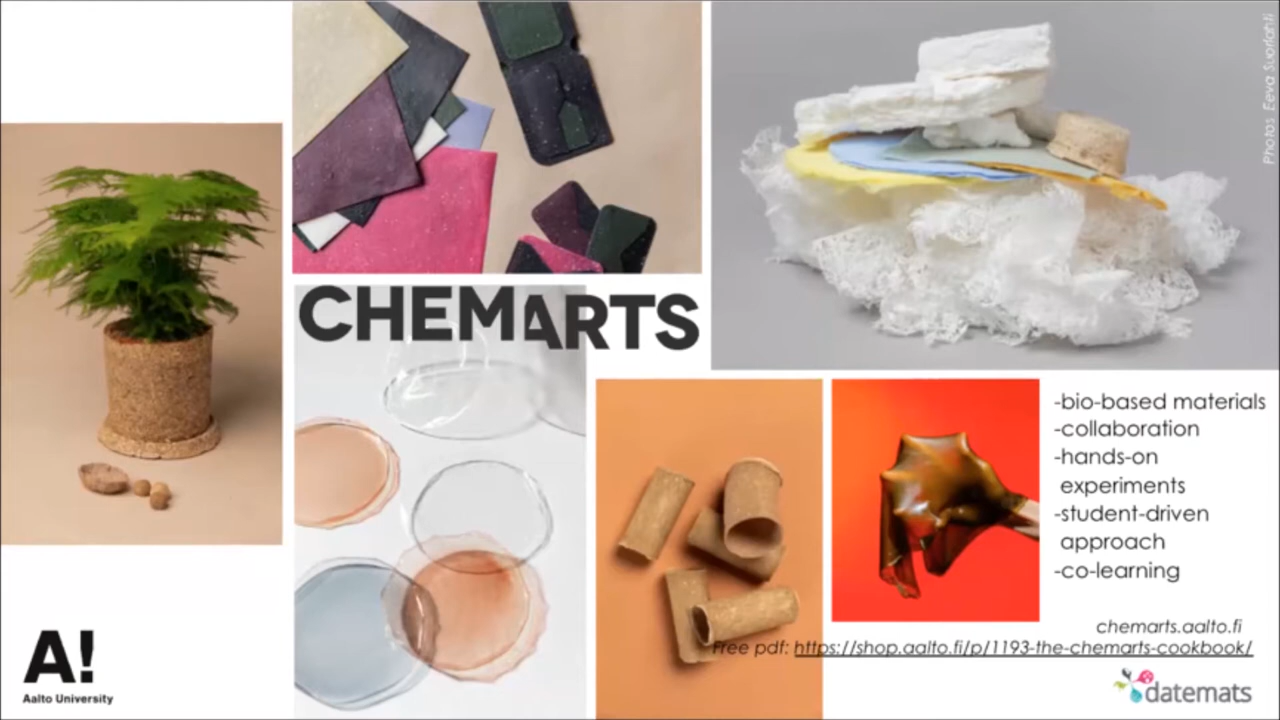 Photos Eeva Suorlahti
CHEMARTS
-bio-based materials
-collaboration
-hands-on
experiments
-student-driven
approach
-co-learning
chemarts.aalto.fi
Free pdf: https://shop.aalto.fi/p/1193-the-chemarts-cookbook/
A!
Aalto University
datemats